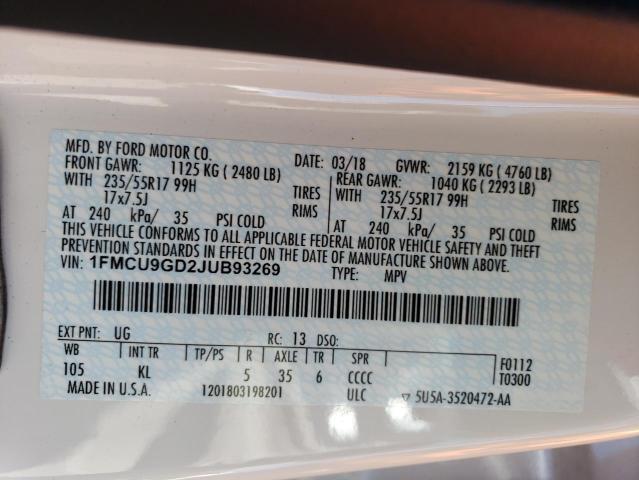 MFD. BY FORD MOTOR CO.
DATE: 03/18 GVWR: 2159 KG ( 4760 LB)
FRONT GAWR: 1125 KG ( 2480 LB) REAR GAWR: 1040 KG ( 2293 LB)
WITH 235/55R17 99H TIRES WITH 235/55R17 99H TIRES
17x7.5J RIMS 17x7.5J RIMS
AT 240 kPa/ 35 PSI COLD AT 240 kPa/ 35 PSI COLD
THIS VEHICLE CONFORMS TO ALL APPLICABLE FEDERAL MOTOR VEHICLE SAFETY AND THEFT
PREVENTION STANDARDS IN EFFECT ON THE DATE OF MANUFACTURE SHOWN ABOVE.
VIN: 1FMCU9GD2JUB93269 TYPE: MPV
EXT PNT: UG RC: 13 DSO:
WB INT TR TP/PS R AXLE TR SPR F0112
105 KL 5 35 6 CCCC T0300
MADE IN U.S.A. 1201803198201 ULC 5U5A-3520472-AA